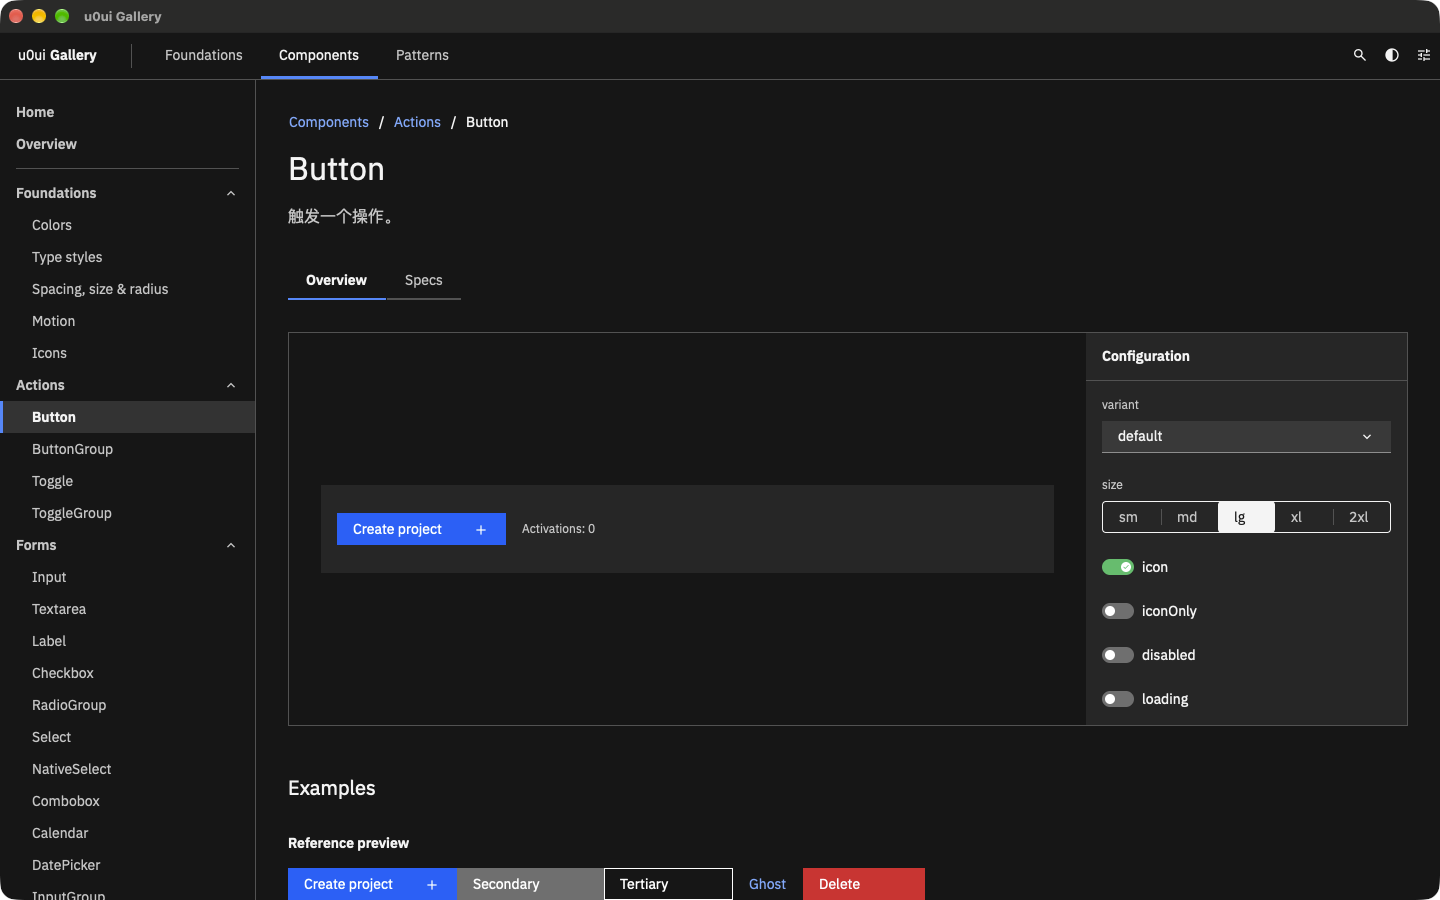 u0ui Gallery
u0ui Gallery
Foundations
Components
Patterns
Home
Overview
Foundations
Colors
Type styles
Spacing, size & radius
Motion
Icons
Actions
Button
ButtonGroup
Toggle
ToggleGroup
Forms
Input
Textarea
Label
Checkbox
RadioGroup
Select
NativeSelect
Combobox
Calendar
DatePicker
InputGroup
Components / Actions / Button
Button
触发一个操作。
Overview
Specs
Create project +
Activations: 0
Configuration
variant
default
size
sm md lg xl 2xl
icon
iconOnly
disabled
loading
Examples
Reference preview
Create project +
Secondary
Tertiary
Ghost
Delete